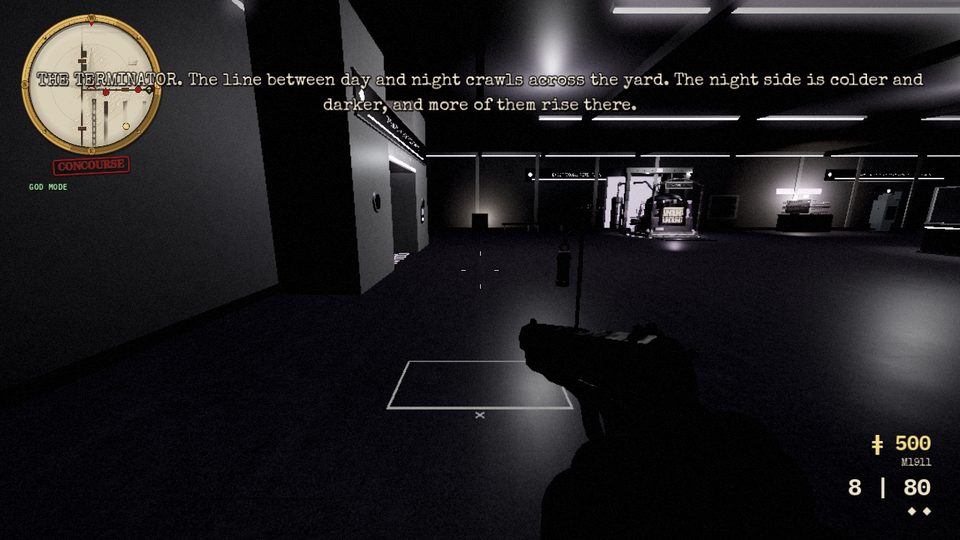 THE TERMINATOR. The line between day and night crawls across the yard. The night side is colder and
darker, and more of them rise there.
CONCOURSE
GOD MODE
500
M1911
8 | 80